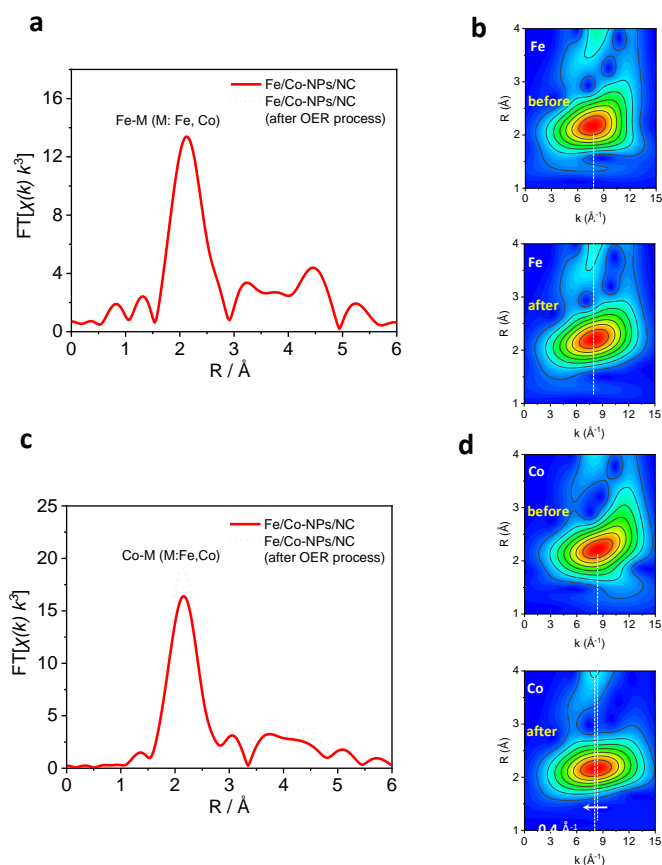 a
Fe/Co-NPs/NC
Fe/Co-NPs/NC
(after OER process)
Fe-M (M: Fe, Co)
FT[χ(k) k³]
18
14
10
7
4
0
0 1 2 3 4 5 6
R / Å
b
Fe
before
R (Å)
4
3
2
1
0 3 6 9 12 15
k (Å⁻¹)
Fe
after
R (Å)
4
3
2
1
0 3 6 9 12 15
k (Å⁻¹)
c
Fe/Co-NPs/NC
Fe/Co-NPs/NC
(after OER process)
Co-M (M:Fe,Co)
FT[χ(k) k³]
25
20
15
10
5
0
0 1 2 3 4 5 6
R / Å
d
Co
before
R (Å)
4
3
2
1
0 3 6 9 12 15
k (Å⁻¹)
Co
after
R (Å)
4
3
2
1
0.4 Å⁻¹
0 3 6 9 12 15
k (Å⁻¹)